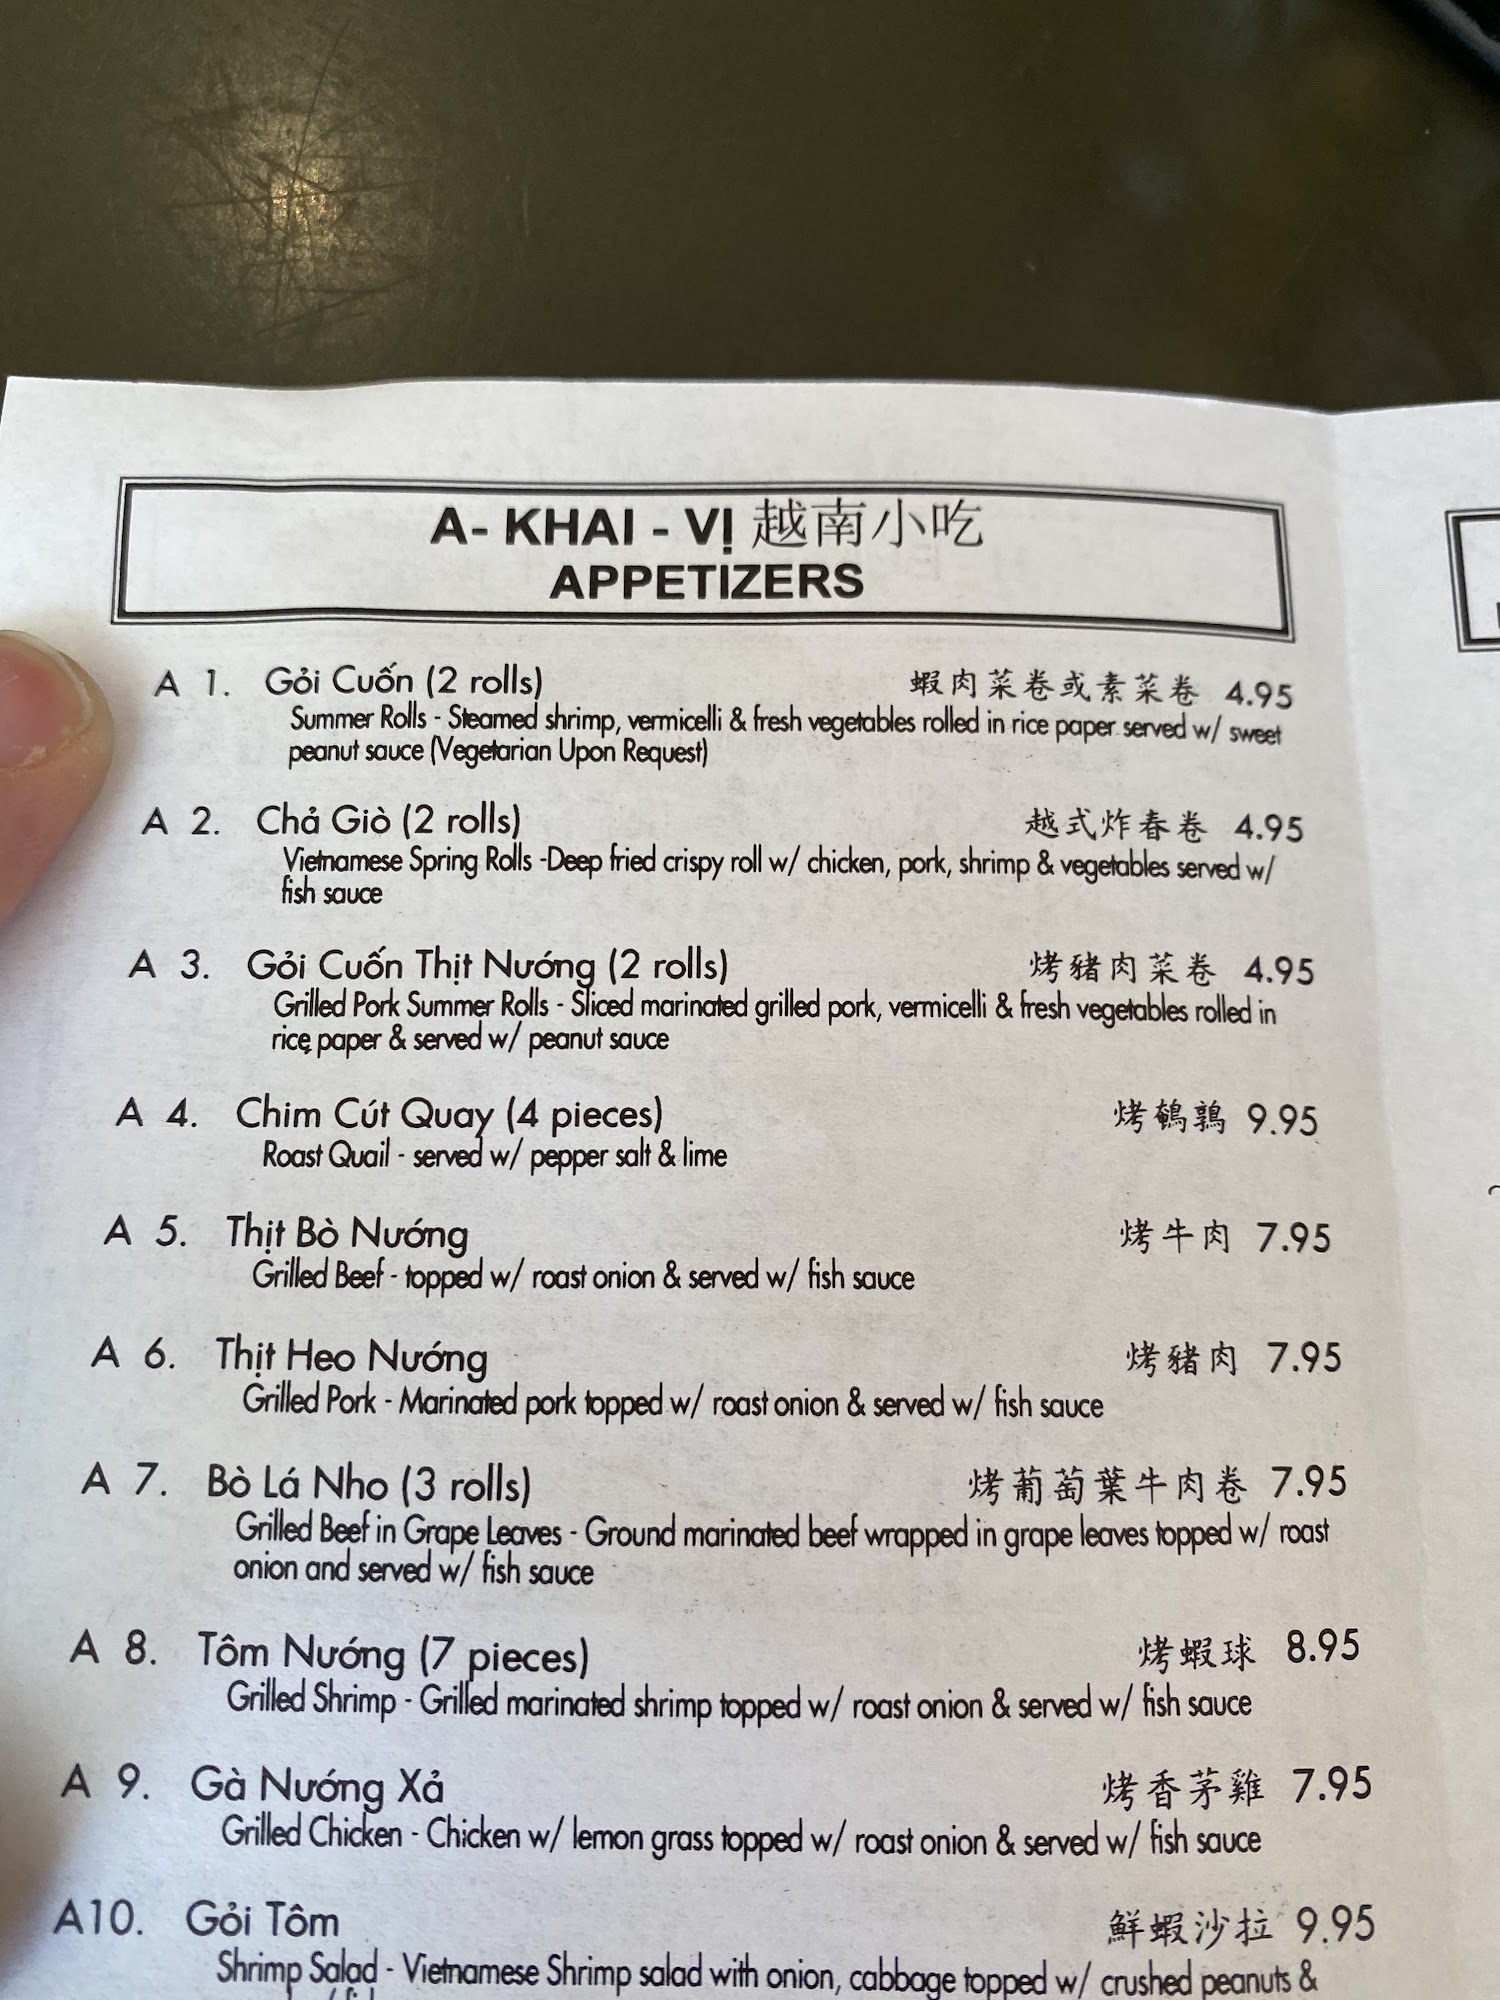 A- KHAI - VỊ 越南小吃
APPETIZERS
A 1. Gỏi Cuốn (2 rolls) 蝦肉菜卷或素菜卷 4.95
Summer Rolls - Steamed shrimp, vermicelli & fresh vegetables rolled in rice paper served w/ sweet
peanut sauce (Vegetarian Upon Request)
A 2. Chả Giò (2 rolls) 越式炸春卷 4.95
Vietnamese Spring Rolls -Deep fried crispy roll w/ chicken, pork, shrimp & vegetables served w/
fish sauce
A 3. Gỏi Cuốn Thịt Nướng (2 rolls) 烤豬肉菜卷 4.95
Grilled Pork Summer Rolls - Sliced marinated grilled pork, vermicelli & fresh vegetables rolled in
rice paper & served w/ peanut sauce
A 4. Chim Cút Quay (4 pieces) 烤鵪鶉 9.95
Roast Quail - served w/ pepper salt & lime
A 5. Thịt Bò Nướng 烤牛肉 7.95
Grilled Beef - topped w/ roast onion & served w/ fish sauce
A 6. Thịt Heo Nướng 烤豬肉 7.95
Grilled Pork - Marinated pork topped w/ roast onion & served w/ fish sauce
A 7. Bò Lá Nho (3 rolls) 烤葡萄葉牛肉卷 7.95
Grilled Beef in Grape Leaves - Ground marinated beef wrapped in grape leaves topped w/ roast
onion and served w/ fish sauce
A 8. Tôm Nướng (7 pieces) 烤蝦球 8.95
Grilled Shrimp - Grilled marinated shrimp topped w/ roast onion & served w/ fish sauce
A 9. Gà Nướng Xả 烤香茅雞 7.95
Grilled Chicken - Chicken w/ lemon grass topped w/ roast onion & served w/ fish sauce
A10. Gỏi Tôm 鮮蝦沙拉 9.95
Shrimp Salad - Vietnamese Shrimp salad with onion, cabbage topped w/ crushed peanuts &